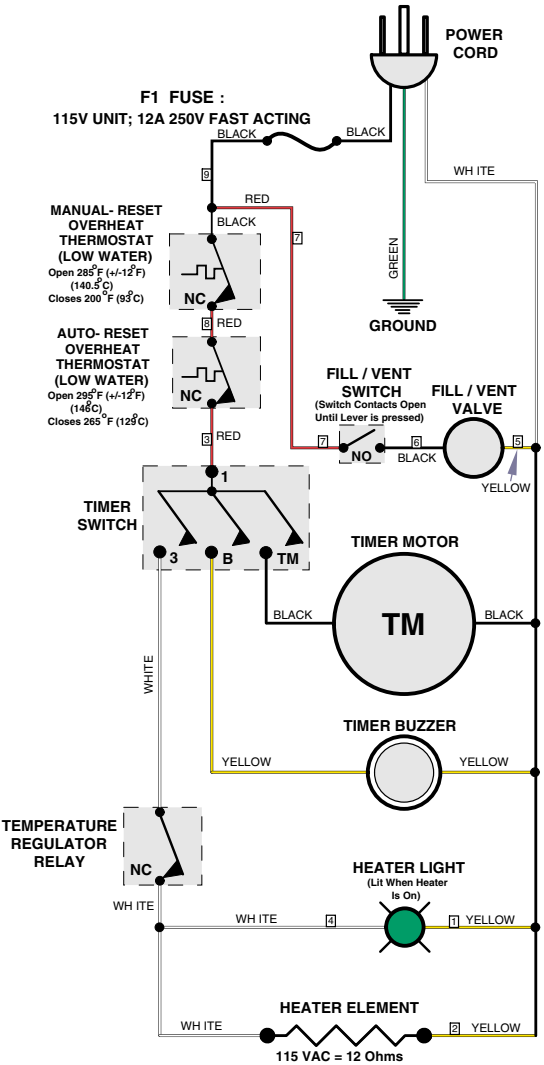 POWER
CORD
F1 FUSE :
115V UNIT; 12A 250V FAST ACTING
BLACK
BLACK
WH ITE
9
RED
BLACK
MANUAL- RESET
OVERHEAT
THERMOSTAT
(LOW WATER)
Open 285°F (+/-12°F)
(140.5°C)
Closes 200 °F (93°C)
NC
7
GREEN
GROUND
8
RED
AUTO- RESET
OVERHEAT
THERMOSTAT
(LOW WATER)
Open 295°F (+/-12°F)
(146°C)
Closes 265 °F (129°C)
NC
FILL / VENT
SWITCH
(Switch Contacts Open
Until Lever is pressed)
FILL / VENT
VALVE
3
RED
7
NO
6
BLACK
5
YELLOW
TIMER
SWITCH
1
3
B
TM
TIMER MOTOR
BLACK
TM
BLACK
WHITE
TIMER BUZZER
YELLOW
YELLOW
TEMPERATURE
REGULATOR
RELAY
NC
HEATER LIGHT
(Lit When Heater
Is On)
WH ITE
WH ITE
4
1
YELLOW
HEATER ELEMENT
WH ITE
2
YELLOW
115 VAC = 12 Ohms